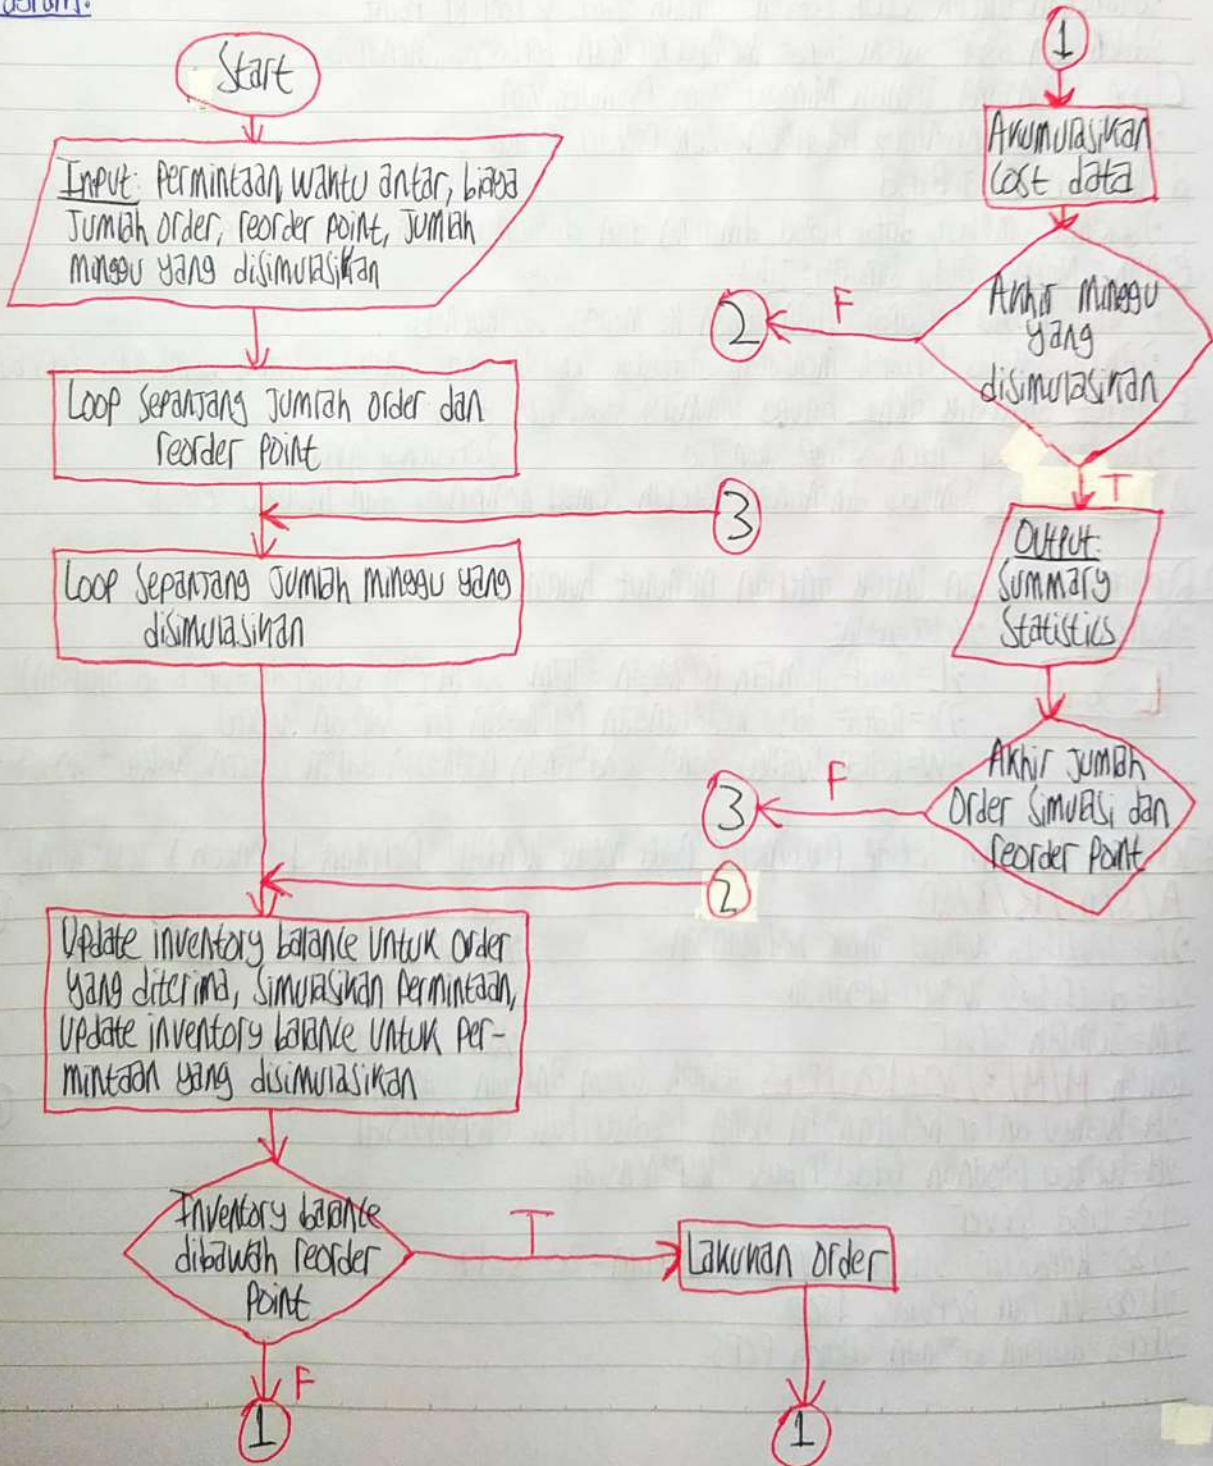 Start
Input: Permintaan, waktu antar, biaya
Jumlah order, reorder point, Jumlah
minggu yang disimulasikan
Loop sepanjang Jumlah order dan
reorder point
3
Loop sepanjang Jumlah minggu yang
disimulasikan
2
Update inventory balance untuk order
yang diterima, simulasikan permintaan,
Update inventory balance untuk per-
mintaan yang disimulasikan
Inventory balance
dibawah reorder
point
T
Lakukan order
F
1
1
1
Akumulasikan
Cost data
Akhir minggu
yang
disimulasikan
F
2
T
Output:
Summary
Statistics
Akhir Jumlah
Order simulasi dan
reorder point
F
3